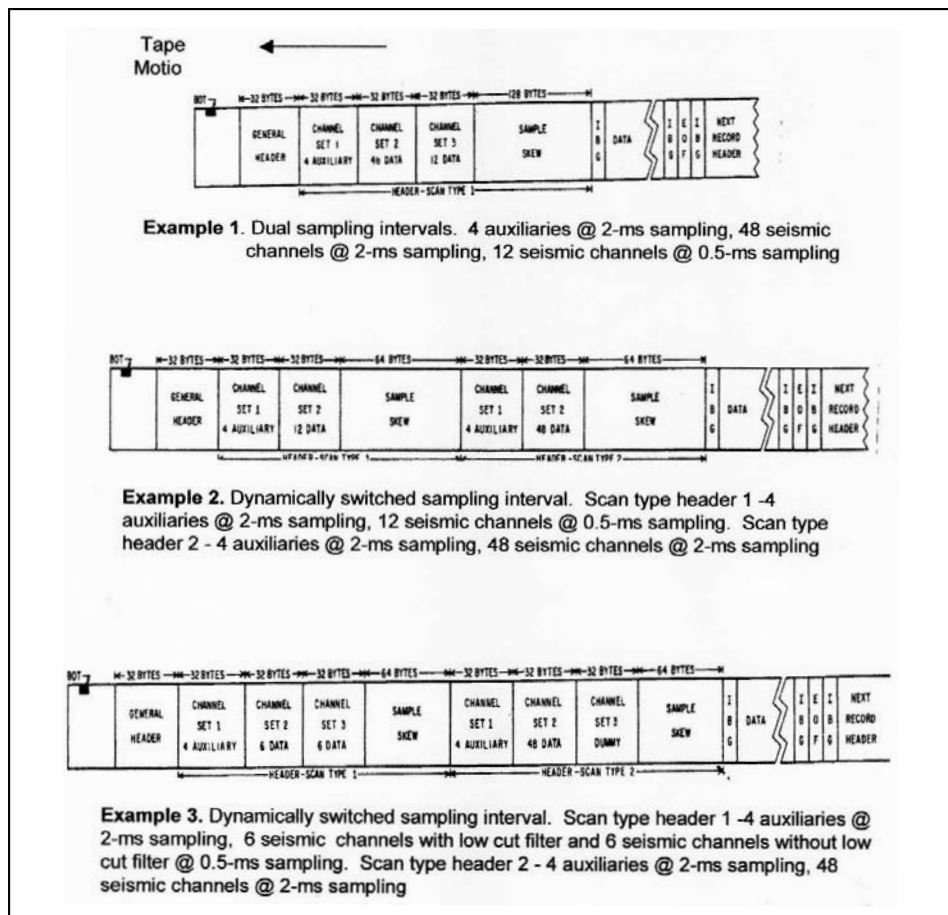 Tape
Motio
BOT 32 BYTES 32 BYTES 32 BYTES 32 BYTES 128 BYTES
GENERAL HEADER
CHANNEL SET 1 4 AUXILIARY
CHANNEL SET 2 48 DATA
CHANNEL SET 3 12 DATA
SAMPLE SKEW
IBG
DATA
IBG
EOF
IBG
NEXT RECORD HEADER
HEADER-SCAN TYPE 1
Example 1. Dual sampling intervals. 4 auxiliaries @ 2-ms sampling, 48 seismic
channels @ 2-ms sampling, 12 seismic channels @ 0.5-ms sampling
BOT 32 BYTES 32 BYTES 32 BYTES 64 BYTES 32 BYTES 32 BYTES 64 BYTES
GENERAL HEADER
CHANNEL SET 1 4 AUXILIARY
CHANNEL SET 2 12 DATA
SAMPLE SKEW
CHANNEL SET 1 4 AUXILIARY
CHANNEL SET 2 48 DATA
SAMPLE SKEW
IBG
DATA
IBG
EOF
IBG
NEXT RECORD HEADER
HEADER-SCAN TYPE 1 HEADER-SCAN TYPE 2
Example 2. Dynamically switched sampling interval. Scan type header 1 -4
auxiliaries @ 2-ms sampling, 12 seismic channels @ 0.5-ms sampling. Scan type
header 2 - 4 auxiliaries @ 2-ms sampling, 48 seismic channels @ 2-ms sampling
BOT 32 BYTES 32 BYTES 32 BYTES 32 BYTES 64 BYTES 32 BYTES 32 BYTES 32 BYTES 64 BYTES
GENERAL HEADER
CHANNEL SET 1 4 AUXILIARY
CHANNEL SET 2 6 DATA
CHANNEL SET 3 6 DATA
SAMPLE SKEW
CHANNEL SET 1 4 AUXILIARY
CHANNEL SET 2 48 DATA
CHANNEL SET 3 DUMMY
SAMPLE SKEW
IBG
DATA
IBG
EOF
IBG
NEXT RECORD HEADER
HEADER-SCAN TYPE 1 HEADER-SCAN TYPE 2
Example 3. Dynamically switched sampling interval. Scan type header 1 -4 auxiliaries @
2-ms sampling, 6 seismic channels with low cut filter and 6 seismic channels without low
cut filter @ 0.5-ms sampling. Scan type header 2 - 4 auxiliaries @ 2-ms sampling, 48
seismic channels @ 2-ms sampling